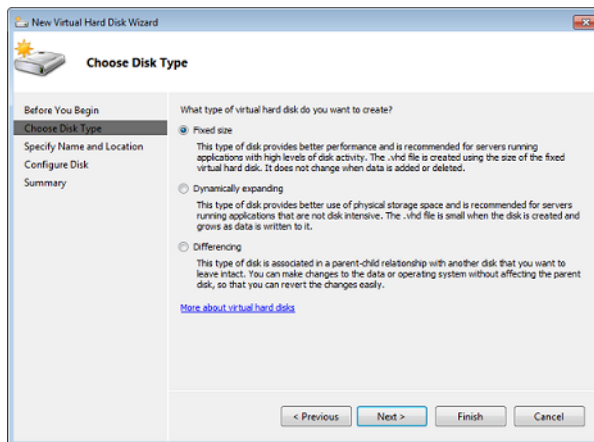 New Virtual Hard Disk Wizard
Choose Disk Type
Before You Begin
Choose Disk Type
Specify Name and Location
Configure Disk
Summary
What type of virtual hard disk do you want to create?
Fixed size
This type of disk provides better performance and is recommended for servers running
applications with high levels of disk activity. The .vhd file is created using the size of the fixed
virtual hard disk. It does not change when data is added or deleted.
Dynamically expanding
This type of disk provides better use of physical storage space and is recommended for servers
running applications that are not disk intensive. The .vhd file is small when the disk is created and
grows as data is written to it.
Differencing
This type of disk is associated in a parent-child relationship with another disk that you want to
leave intact. You can make changes to the data or operating system without affecting the parent
disk, so that you can revert the changes easily.
More about virtual hard disks
< Previous
Next >
Finish
Cancel